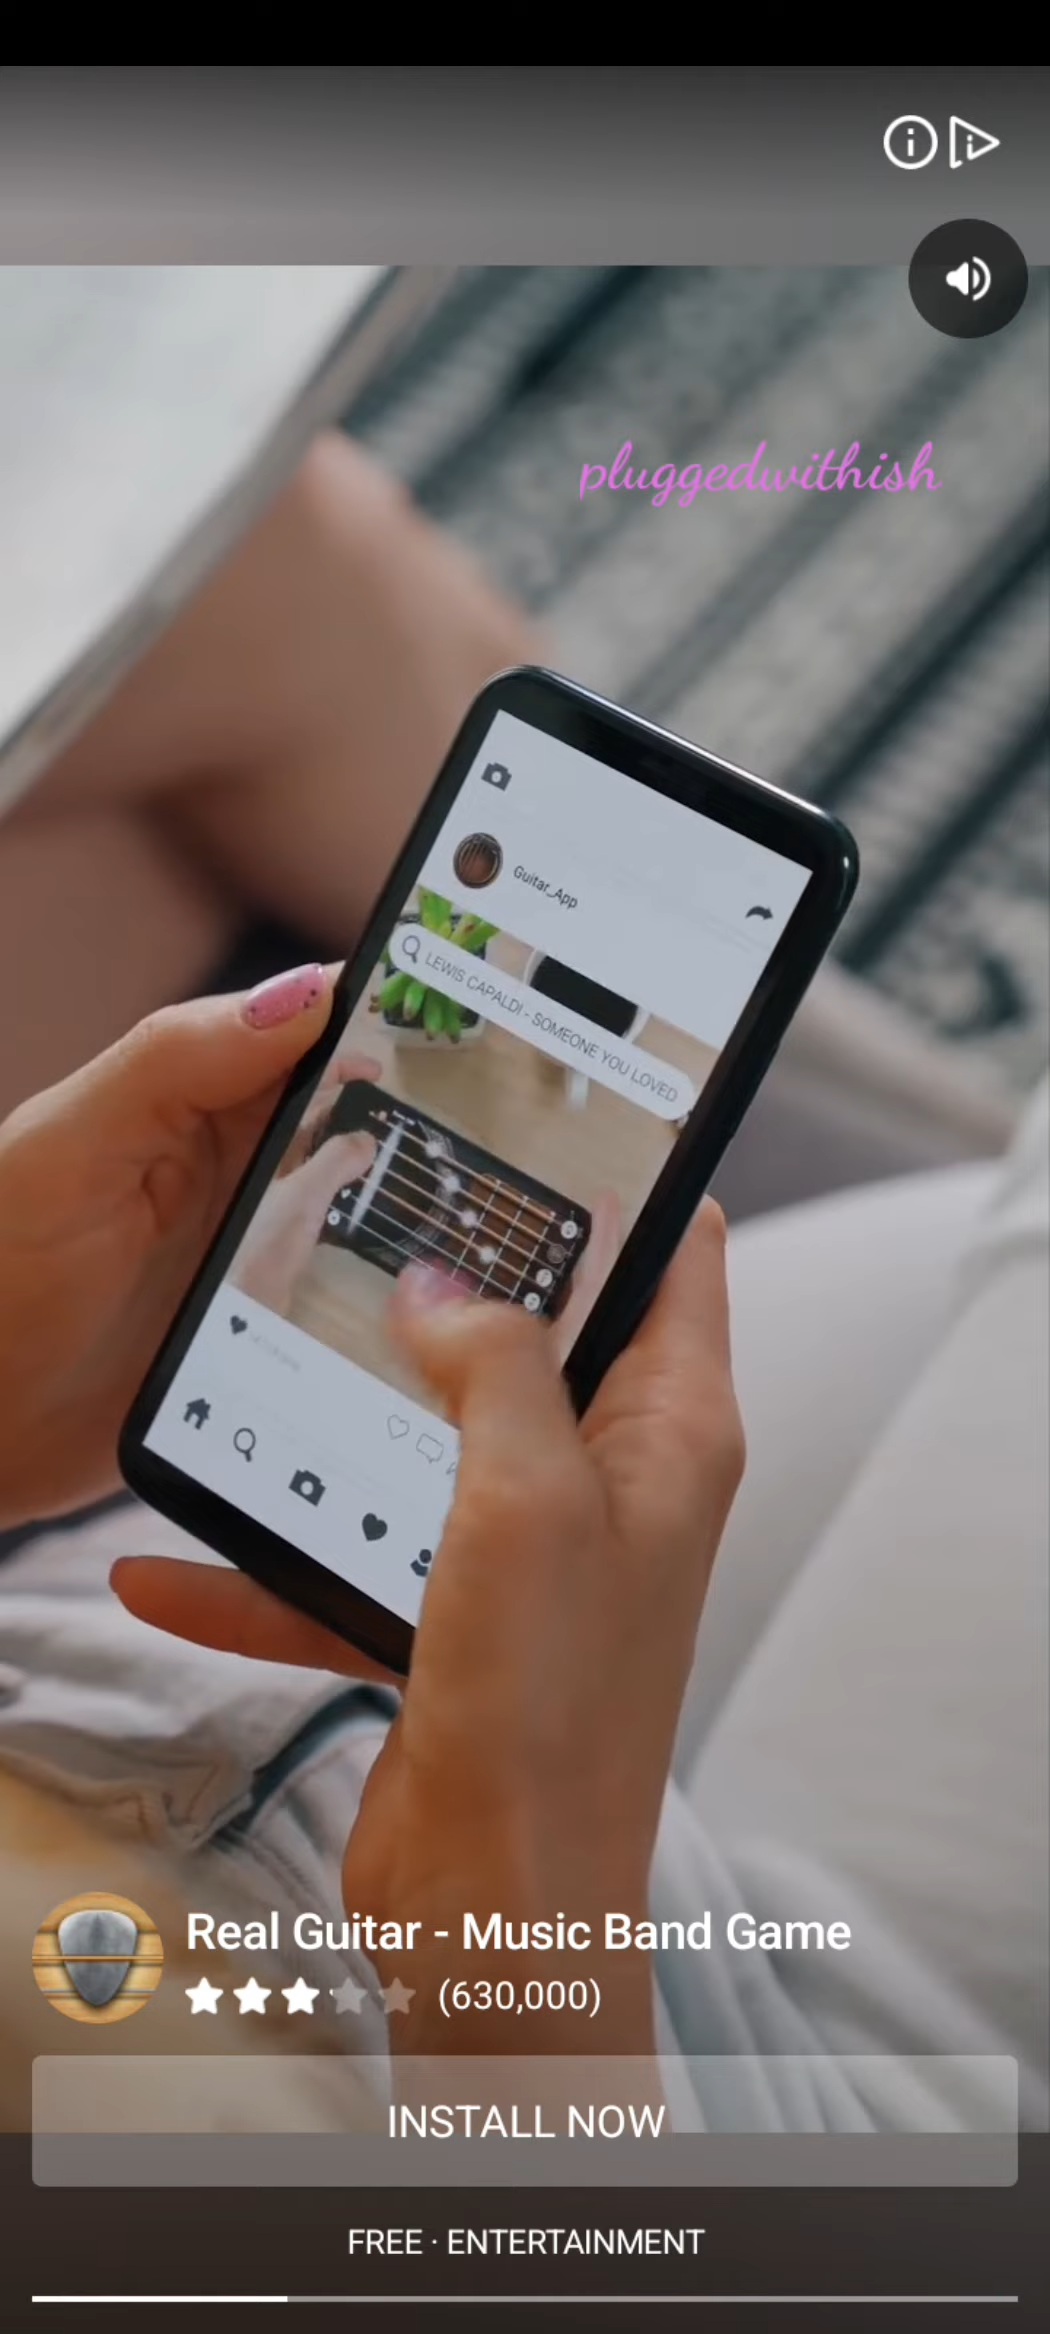 pluggedwithish
Guitar_App
LEWIS CAPALDI - SOMEONE YOU LOVED
Real Guitar - Music Band Game
(630,000)
INSTALL NOW
FREE · ENTERTAINMENT